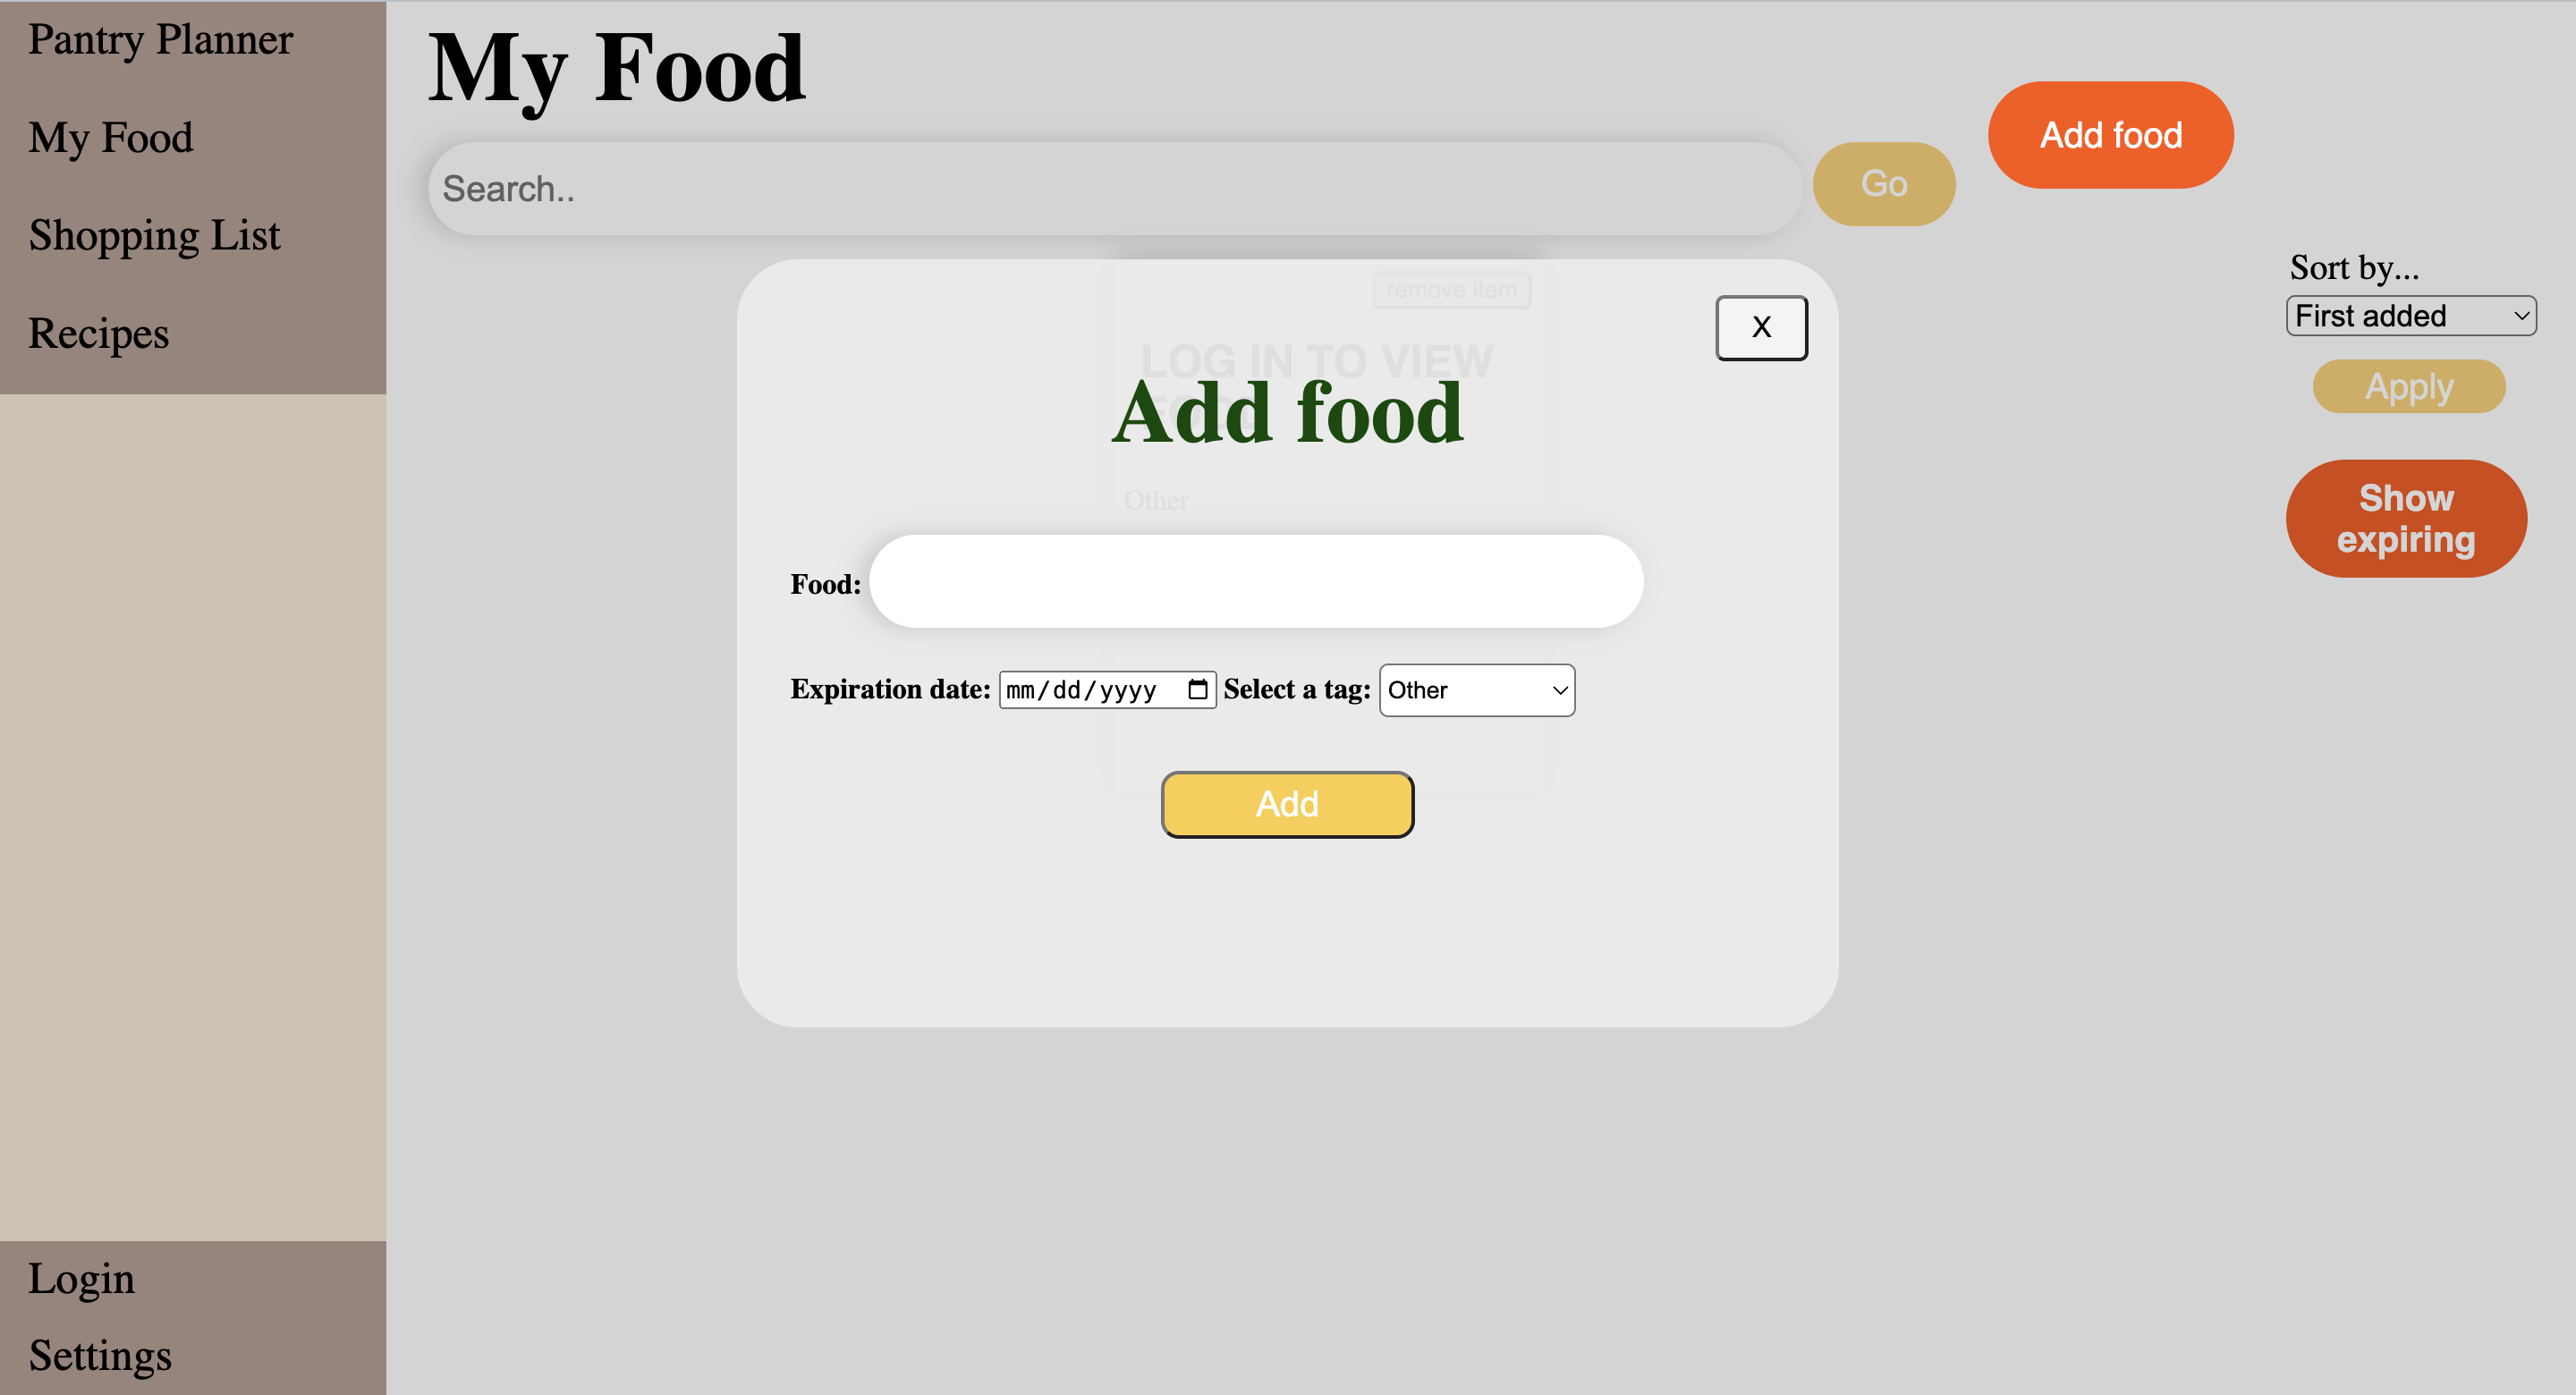 Pantry Planner
My Food
Shopping List
Recipes
Login
Settings
My Food
Search..
Go
Add food
Sort by...
First added
Apply
Show
expiring
remove item
X
LOG IN TO VIEW
FOOD
Add food
Other
Food:
Expiration date: mm/dd/yyyy Select a tag: Other
Add